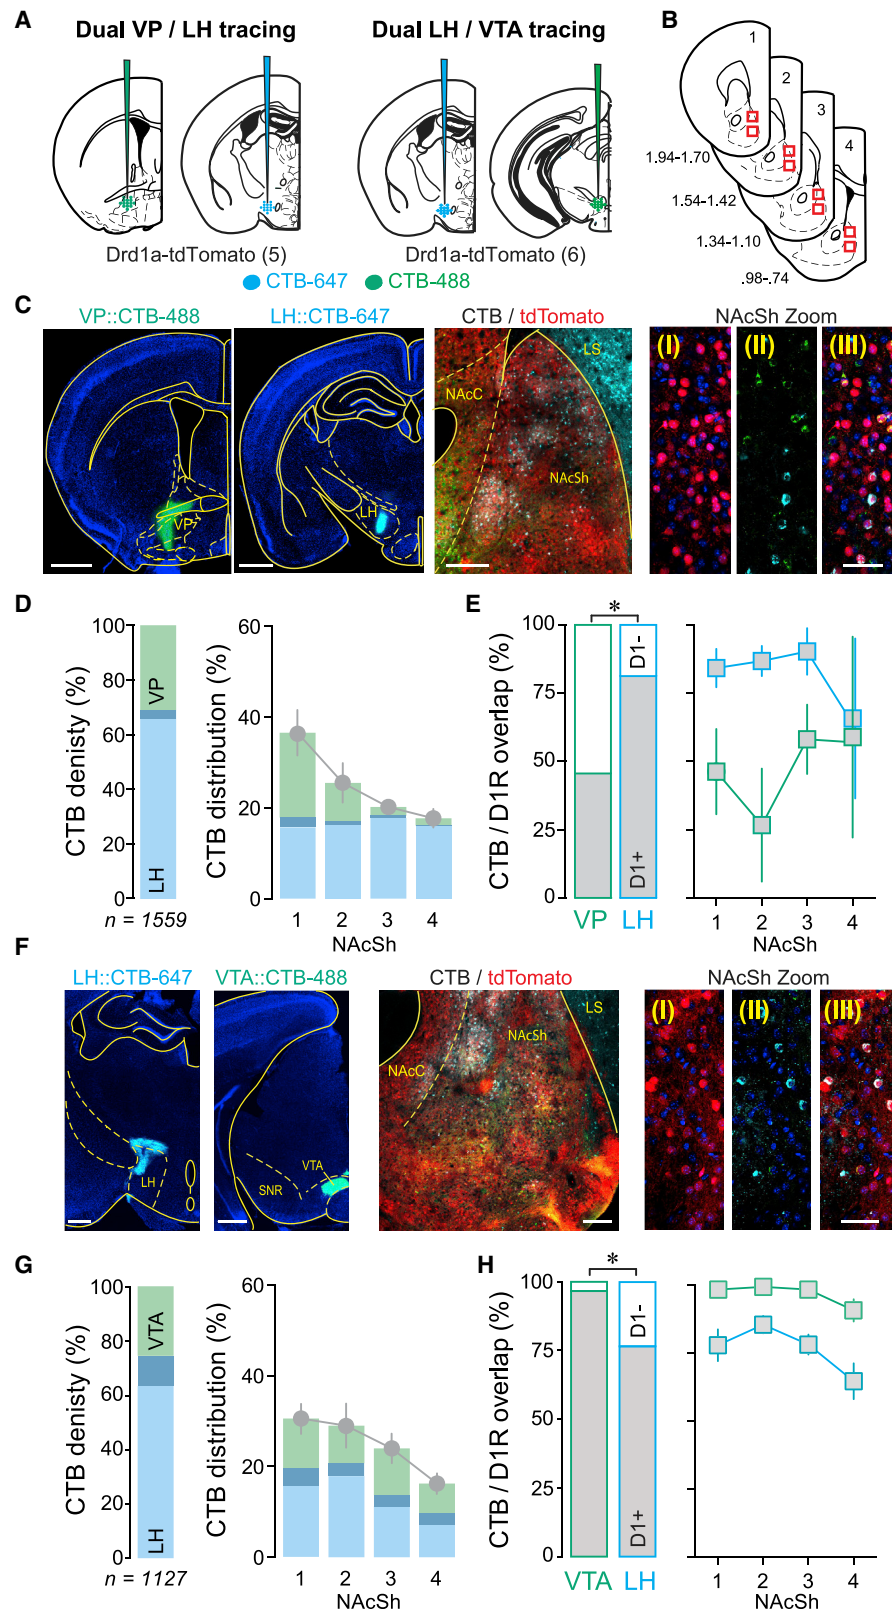 A
Dual VP / LH tracing
Dual LH / VTA tracing
Drd1a-tdTomato (5)
Drd1a-tdTomato (6)
CTB-647
CTB-488
B
1
2
3
4
1.94-1.70
1.54-1.42
1.34-1.10
.98-.74
C
VP::CTB-488
LH::CTB-647
CTB / tdTomato
NAcSh Zoom
VP
LH
NAcC
LS
NAcSh
(I)
(II)
(III)
D
CTB denisty (%)
100
80
60
40
20
0
VP
LH
n = 1559
CTB distribution (%)
60
40
20
0
1 2 3 4
NAcSh
E
CTB / D1R overlap (%)
100
75
50
25
0
*
D1-
D1+
VP
LH
1 2 3 4
NAcSh
F
LH::CTB-647
VTA::CTB-488
CTB / tdTomato
NAcSh Zoom
LH
SNR
VTA
NAcC
NAcSh
LS
(I)
(II)
(III)
G
CTB denisty (%)
100
80
60
40
20
0
VTA
LH
n = 1127
CTB distribution (%)
60
40
20
0
1 2 3 4
NAcSh
H
CTB / D1R overlap (%)
100
75
50
25
0
*
D1-
D1+
VTA
LH
1 2 3 4
NAcSh